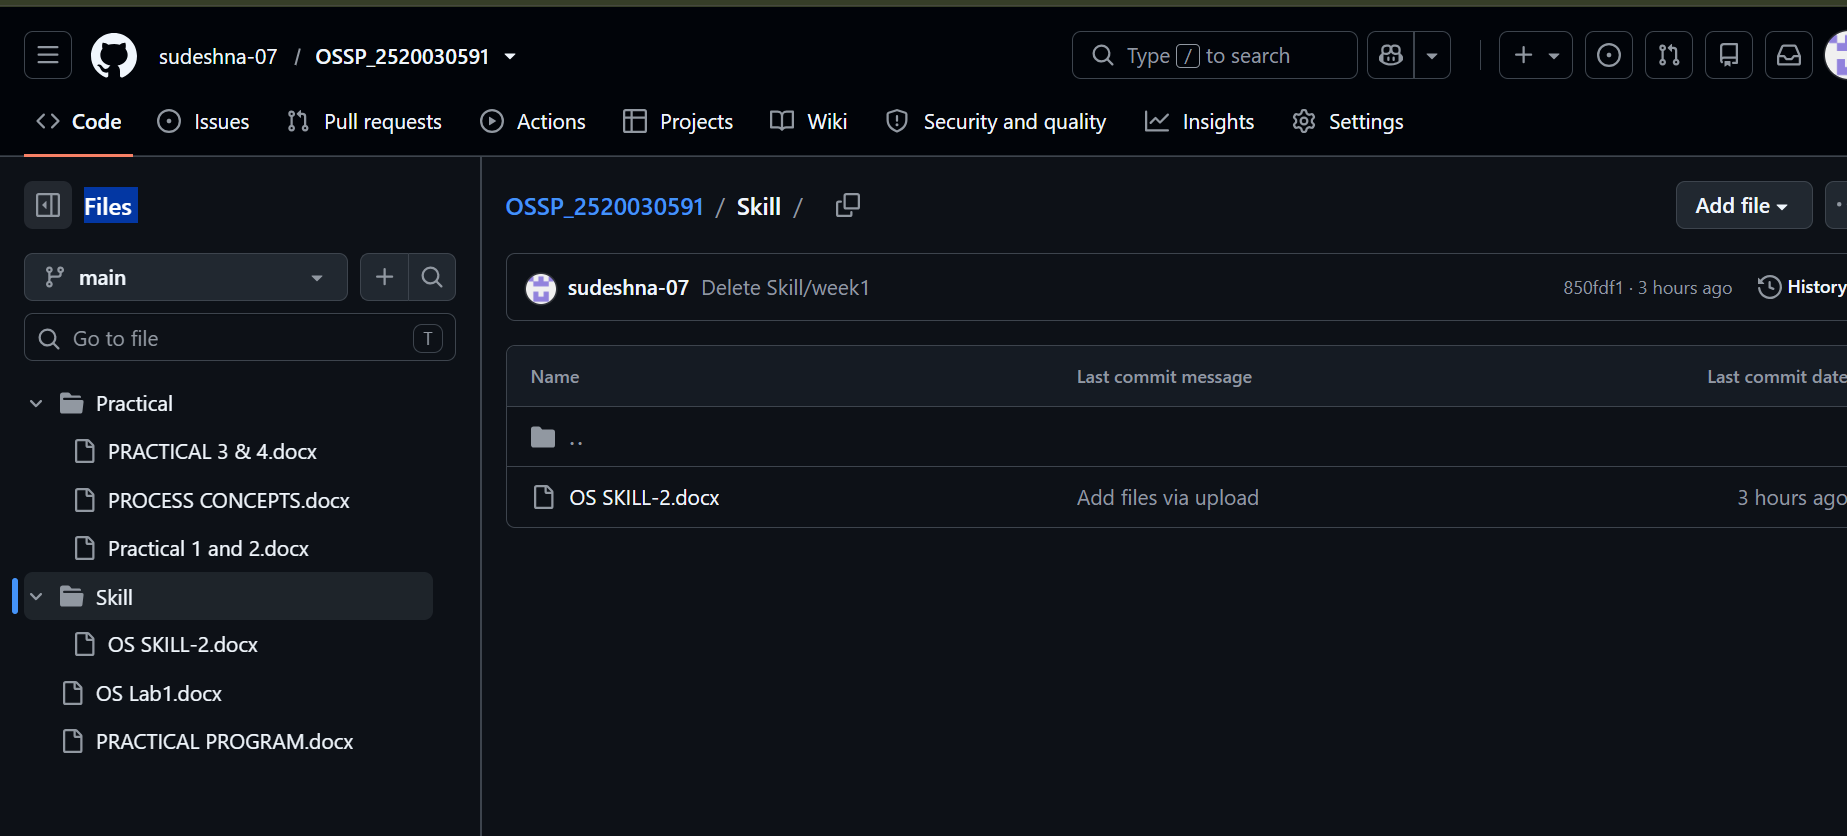 sudeshna-07 / OSSP_2520030591
Type / to search
Code Issues Pull requests Actions Projects Wiki Security and quality Insights Settings
Files
main
Go to file T
Practical
PRACTICAL 3 & 4.docx
PROCESS CONCEPTS.docx
Practical 1 and 2.docx
Skill
OS SKILL-2.docx
OS Lab1.docx
PRACTICAL PROGRAM.docx
OSSP_2520030591 / Skill /
Add file
sudeshna-07 Delete Skill/week1 850fdf1 · 3 hours ago History
Name Last commit message Last commit date
..
OS SKILL-2.docx Add files via upload 3 hours ago